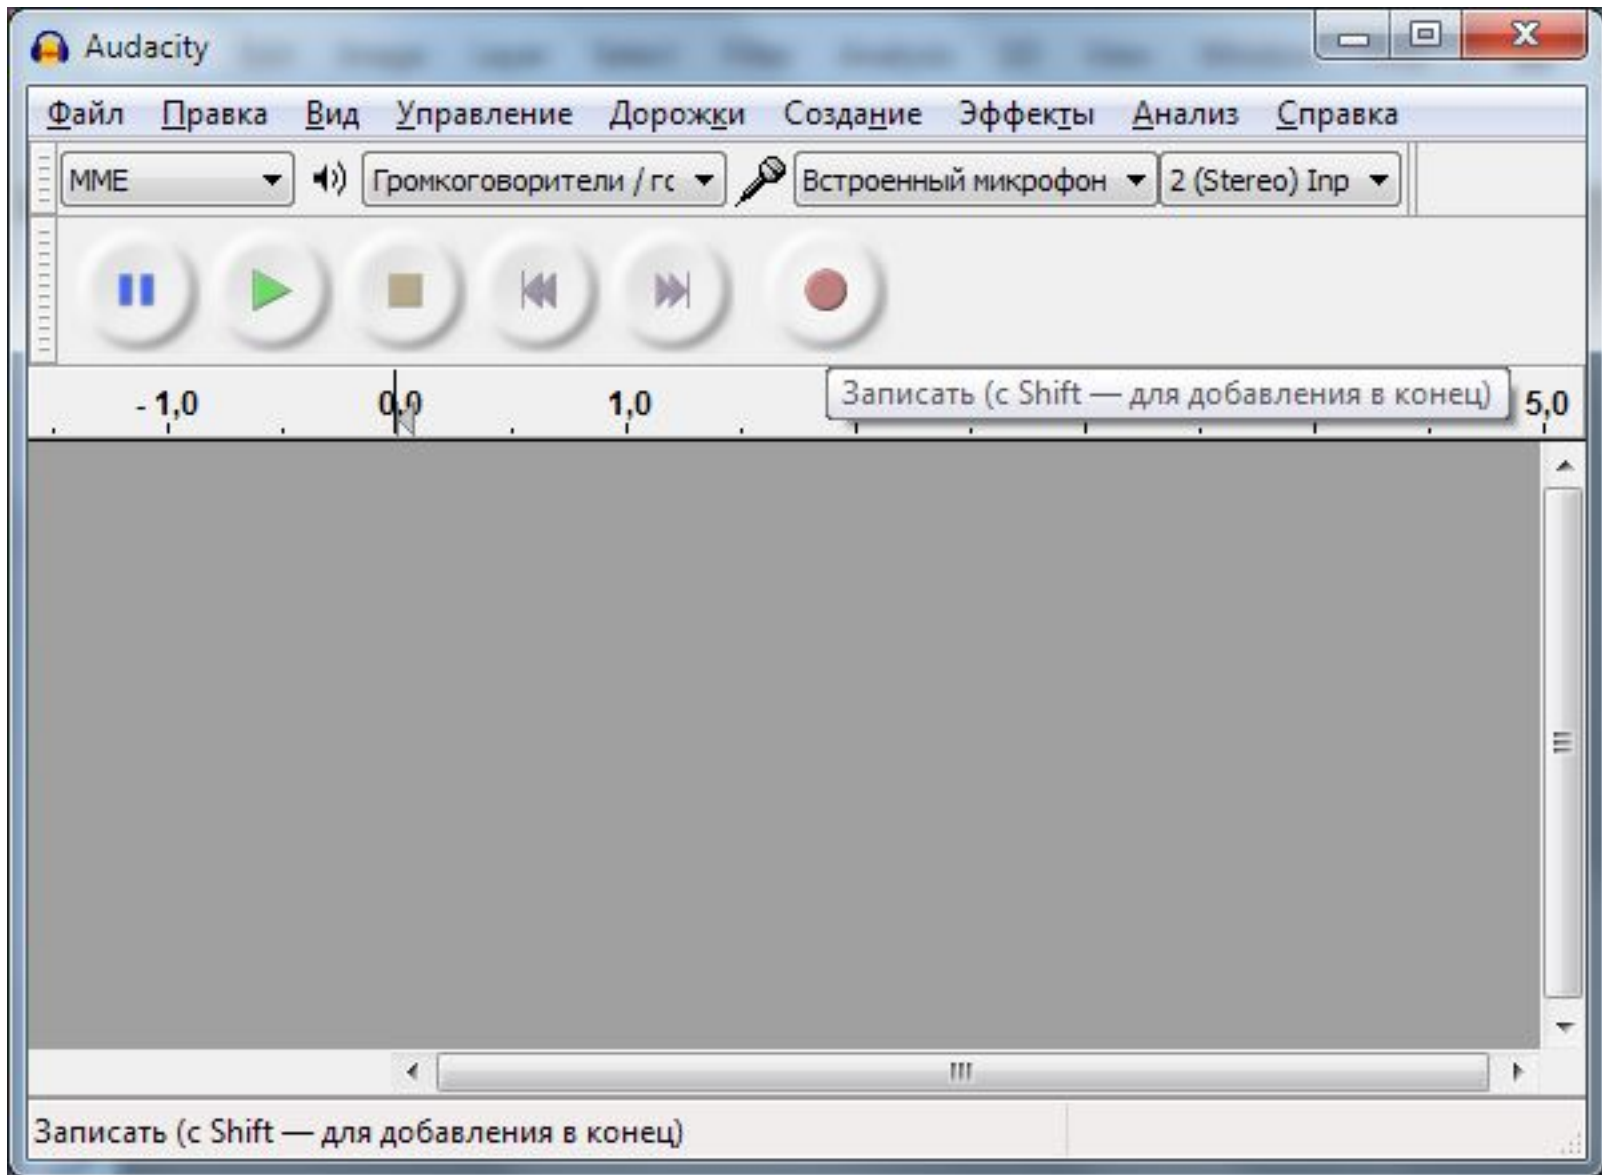 Audacity
Файл Правка Вид Управление Дорожки Создание Эффекты Анализ Справка
MME Громкоговорители / гс Встроенный микрофон 2 (Stereo) Inp
- 1,0 0,0 1,0 5,0
Записать (с Shift — для добавления в конец)
Записать (с Shift — для добавления в конец)